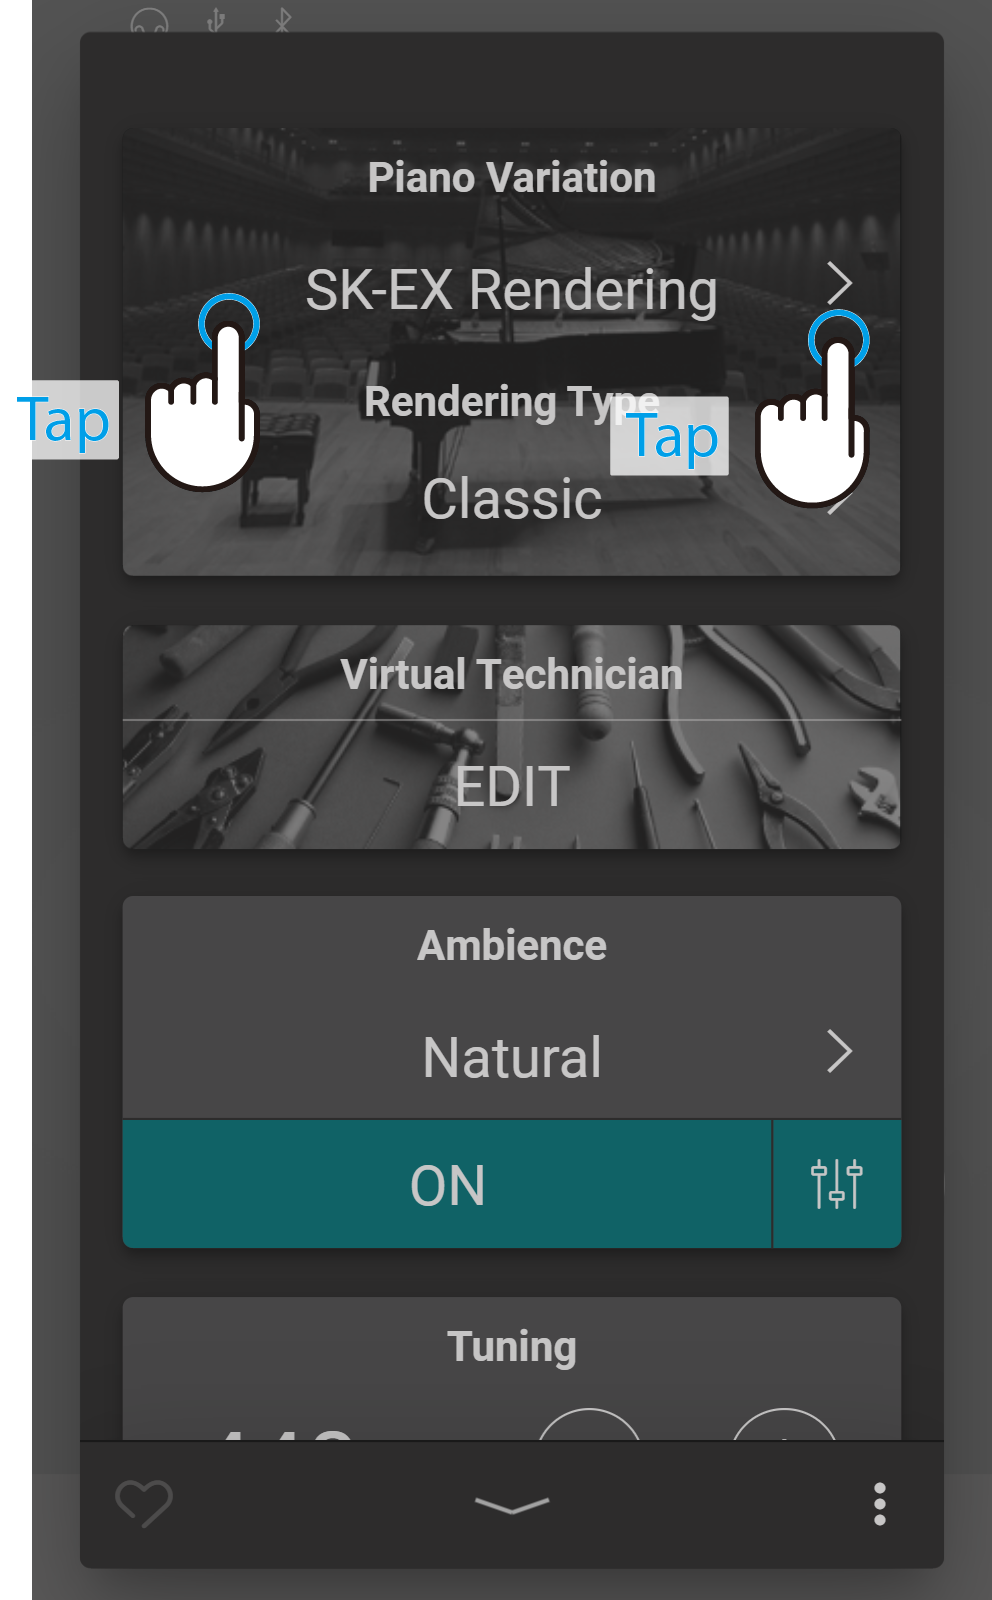 Piano Variation
SK-EX Rendering
Tap
Rendering Type
Tap
Classic
Virtual Technician
EDIT
Ambience
Natural
ON
Tuning